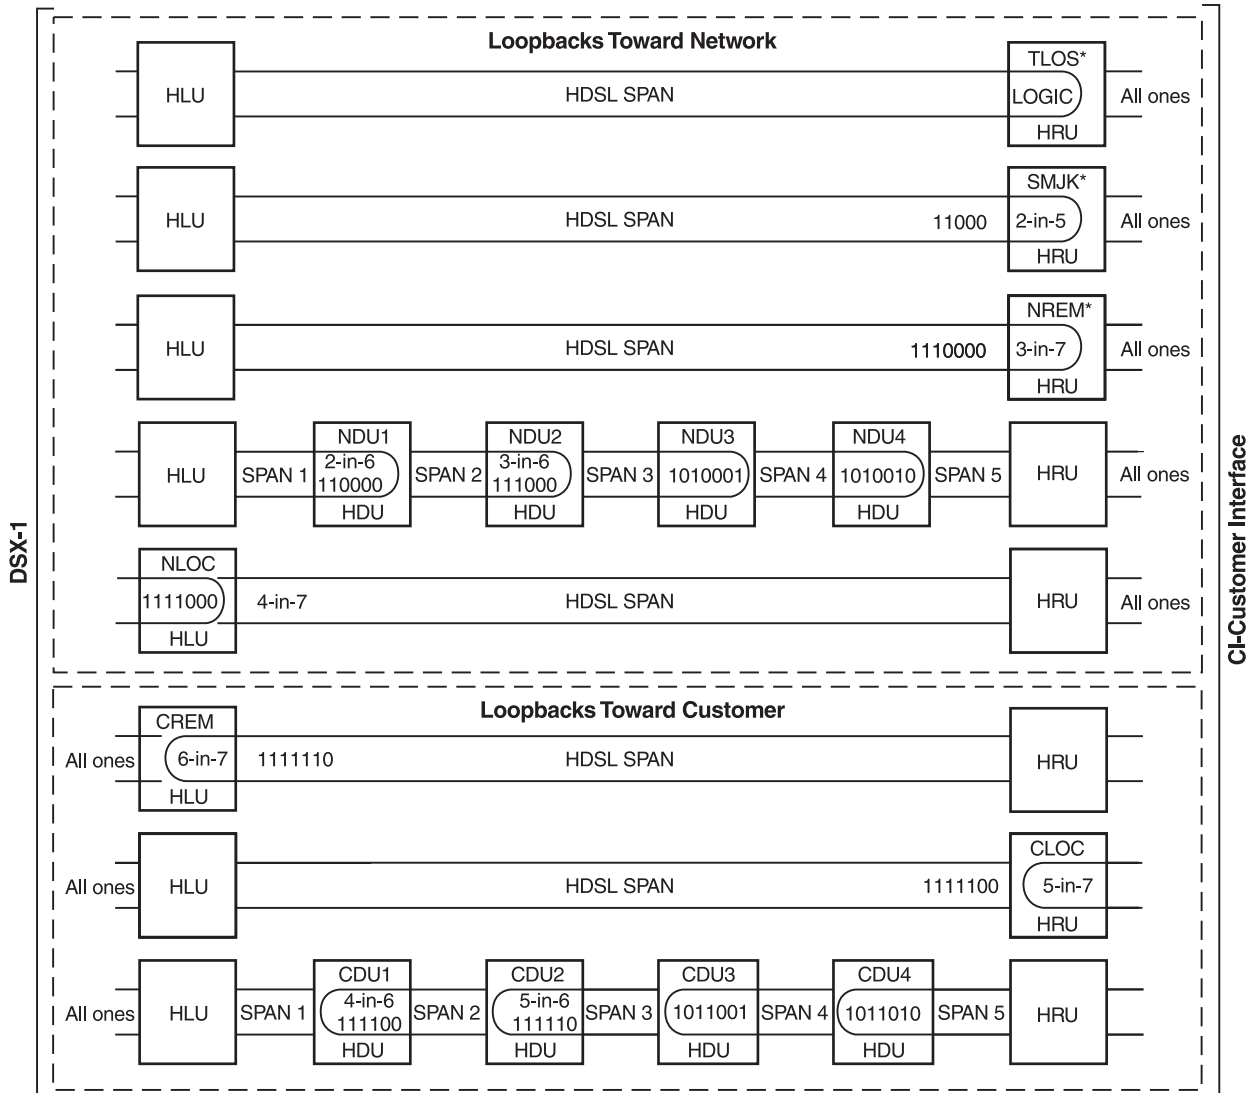 DSX-1
CI-Customer Interface
Loopbacks Toward Network
HLU
HDSL SPAN
TLOS*
LOGIC
HRU
All ones
HLU
HDSL SPAN
11000
SMJK*
2-in-5
HRU
All ones
HLU
HDSL SPAN
1110000
NREM*
3-in-7
HRU
All ones
HLU
SPAN 1
NDU1
2-in-6
110000
HDU
SPAN 2
NDU2
3-in-6
111000
HDU
SPAN 3
NDU3
1010001
HDU
SPAN 4
NDU4
1010010
HDU
SPAN 5
HRU
All ones
NLOC
1111000
HLU
4-in-7
HDSL SPAN
HRU
All ones
Loopbacks Toward Customer
All ones
CREM
6-in-7
HLU
1111110
HDSL SPAN
HRU
All ones
HLU
HDSL SPAN
1111100
CLOC
5-in-7
HRU
All ones
HLU
SPAN 1
CDU1
4-in-6
111100
HDU
SPAN 2
CDU2
5-in-6
111110
HDU
SPAN 3
CDU3
1011001
HDU
SPAN 4
CDU4
1011010
HDU
SPAN 5
HRU